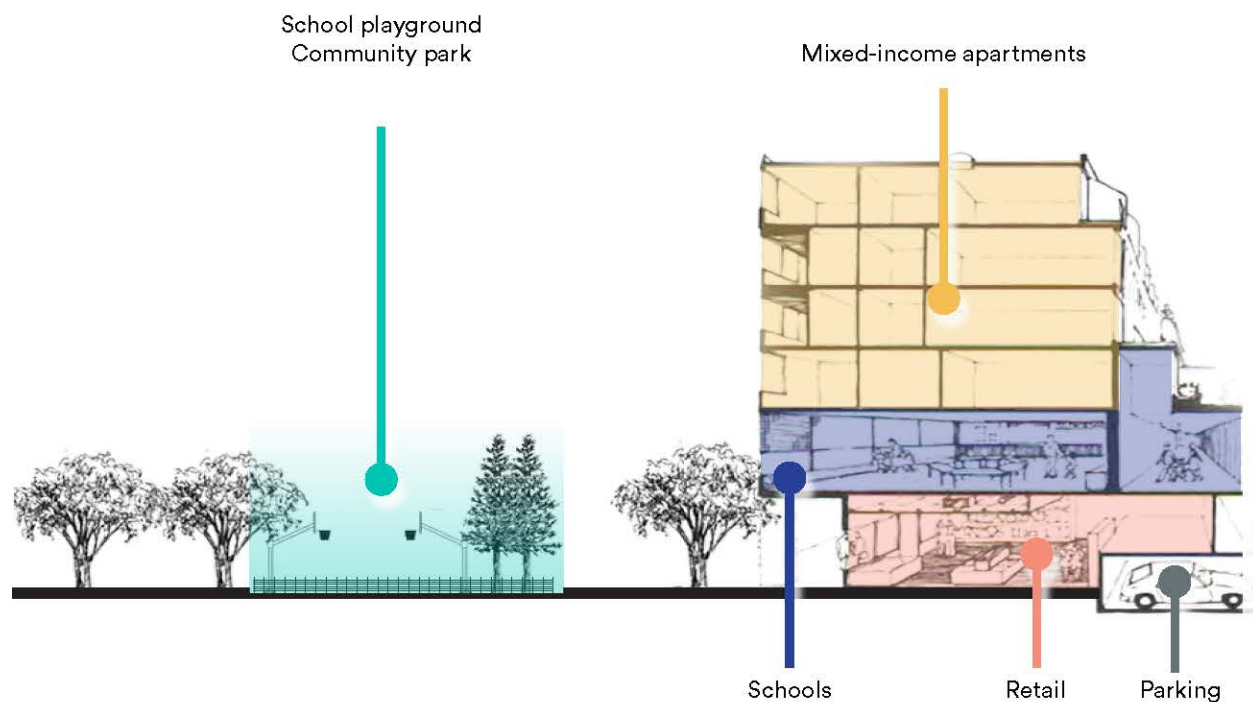 School playground
Community park
Mixed-income apartments
Schools
Retail
Parking